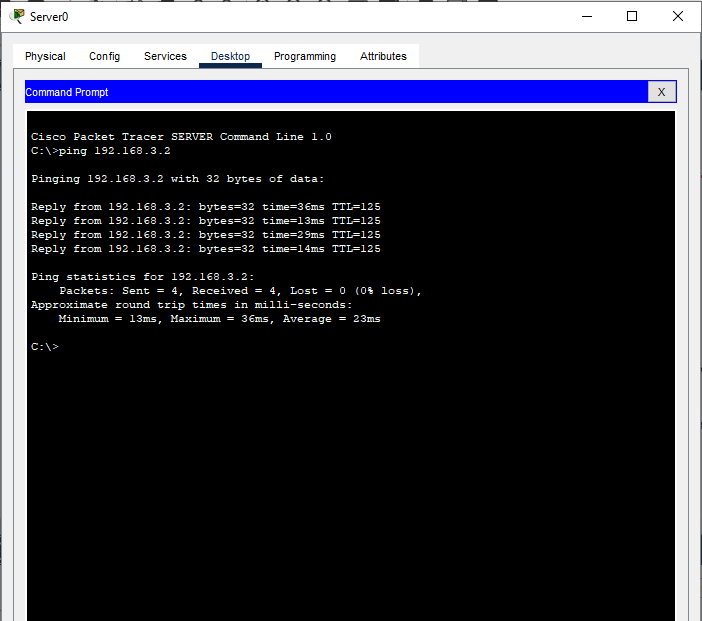 Server0
Physical Config Services Desktop Programming Attributes
Command Prompt X
Cisco Packet Tracer SERVER Command Line 1.0
C:\>ping 192.168.3.2
Pinging 192.168.3.2 with 32 bytes of data:
Reply from 192.168.3.2: bytes=32 time=36ms TTL=125
Reply from 192.168.3.2: bytes=32 time=13ms TTL=125
Reply from 192.168.3.2: bytes=32 time=29ms TTL=125
Reply from 192.168.3.2: bytes=32 time=14ms TTL=125
Ping statistics for 192.168.3.2:
Packets: Sent = 4, Received = 4, Lost = 0 (0% loss),
Approximate round trip times in milli-seconds:
Minimum = 13ms, Maximum = 36ms, Average = 23ms
C:\>